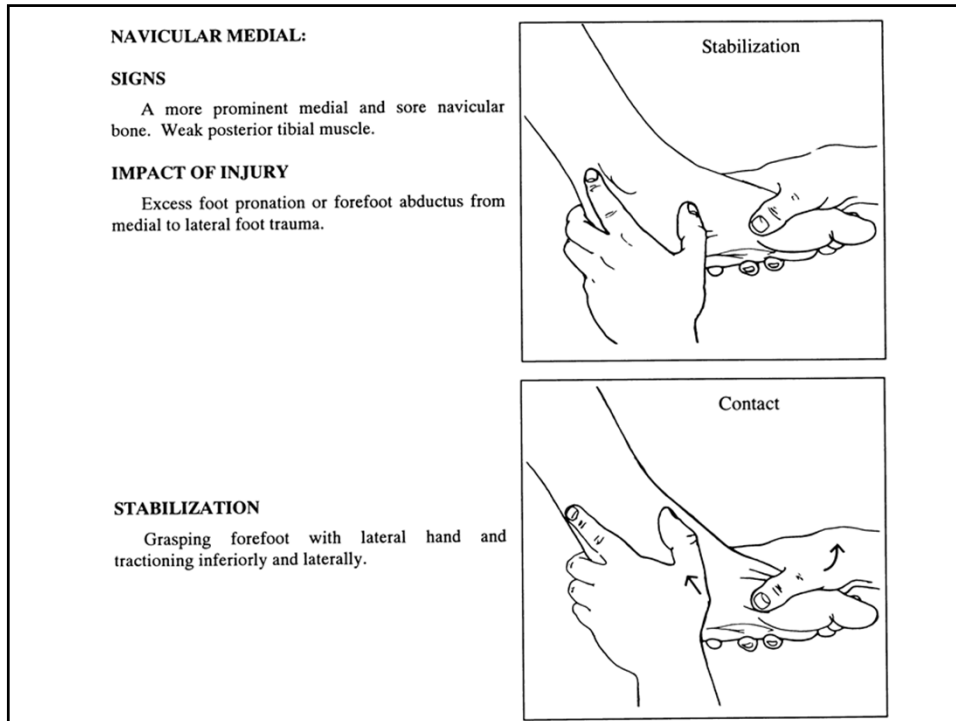 NAVICULAR MEDIAL:
SIGNS
A more prominent medial and sore navicular
bone. Weak posterior tibial muscle.
IMPACT OF INJURY
Excess foot pronation or forefoot abductus from
medial to lateral foot trauma.
Stabilization
STABILIZATION
Grasping forefoot with lateral hand and
tractioning inferiorly and laterally.
Contact